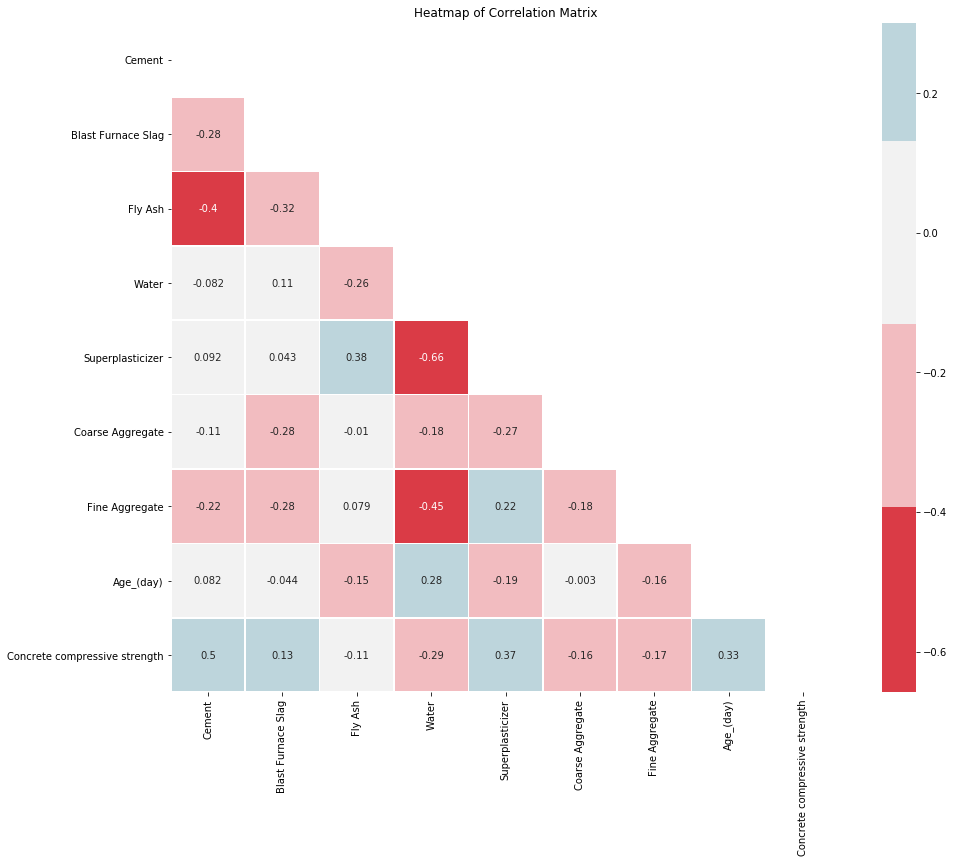 Heatmap of Correlation Matrix
Cement
Blast Furnace Slag -0.28
Fly Ash -0.4 -0.32
Water -0.082 0.11 -0.26
Superplasticizer 0.092 0.043 0.38 -0.66
Coarse Aggregate -0.11 -0.28 -0.01 -0.18 -0.27
Fine Aggregate -0.22 -0.28 0.079 -0.45 0.22 -0.18
Age_(day) 0.082 -0.044 -0.15 0.28 -0.19 -0.003 -0.16
Concrete compressive strength 0.5 0.13 -0.11 -0.29 0.37 -0.16 -0.17 0.33
Cement
Blast Furnace Slag
Fly Ash
Water
Superplasticizer
Coarse Aggregate
Fine Aggregate
Age_(day)
Concrete compressive strength
0.2
0.0
−0.2
−0.4
−0.6